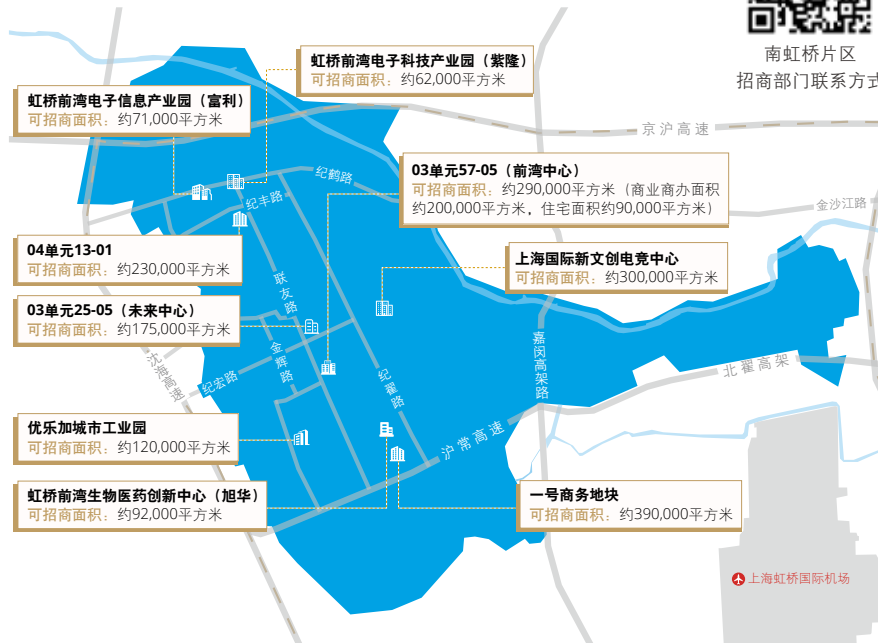 南虹桥片区
招商部门联系方式
虹桥前湾电子科技产业园（紫隆）
可招商面积：约62,000平方米
虹桥前湾电子信息产业园（富利）
可招商面积：约71,000平方米
京沪高速
03单元57-05（前湾中心）
可招商面积：约290,000平方米（商业商办面积
约200,000平方米，住宅面积约90,000平方米）
纪鹤路
纪丰路
金沙江路
04单元13-01
可招商面积：约230,000平方米
上海国际新文创电竞中心
可招商面积：约300,000平方米
联友路
03单元25-05（未来中心）
可招商面积：约175,000平方米
金辉路
嘉闵高架路
沈海高速
纪宏路
纪翟路
北翟高架
优乐加城市工业园
可招商面积：约120,000平方米
沪常高速
虹桥前湾生物医药创新中心（旭华）
可招商面积：约92,000平方米
一号商务地块
可招商面积：约390,000平方米
上海虹桥国际机场